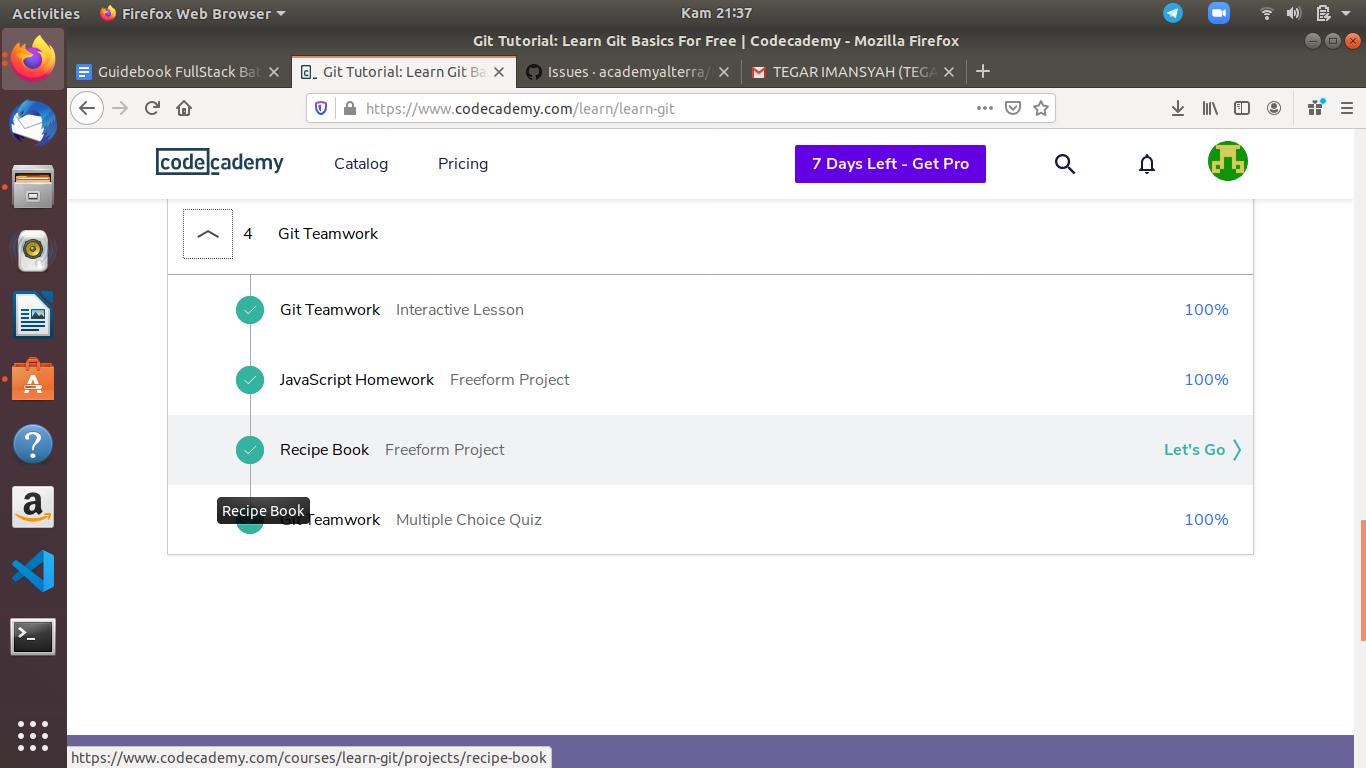 Activities Firefox Web Browser Kam 21:37
Git Tutorial: Learn Git Basics For Free | Codecademy - Mozilla Firefox
Guidebook FullStack Bat Git Tutorial: Learn Git Ba Issues · academyalterra/ TEGAR IMANSYAH (TEGA
https://www.codecademy.com/learn/learn-git
codecademy Catalog Pricing 7 Days Left - Get Pro
4 Git Teamwork
Git Teamwork Interactive Lesson 100%
JavaScript Homework Freeform Project 100%
Recipe Book Freeform Project Let's Go
Recipe Book
Git Teamwork Multiple Choice Quiz 100%
https://www.codecademy.com/courses/learn-git/projects/recipe-book